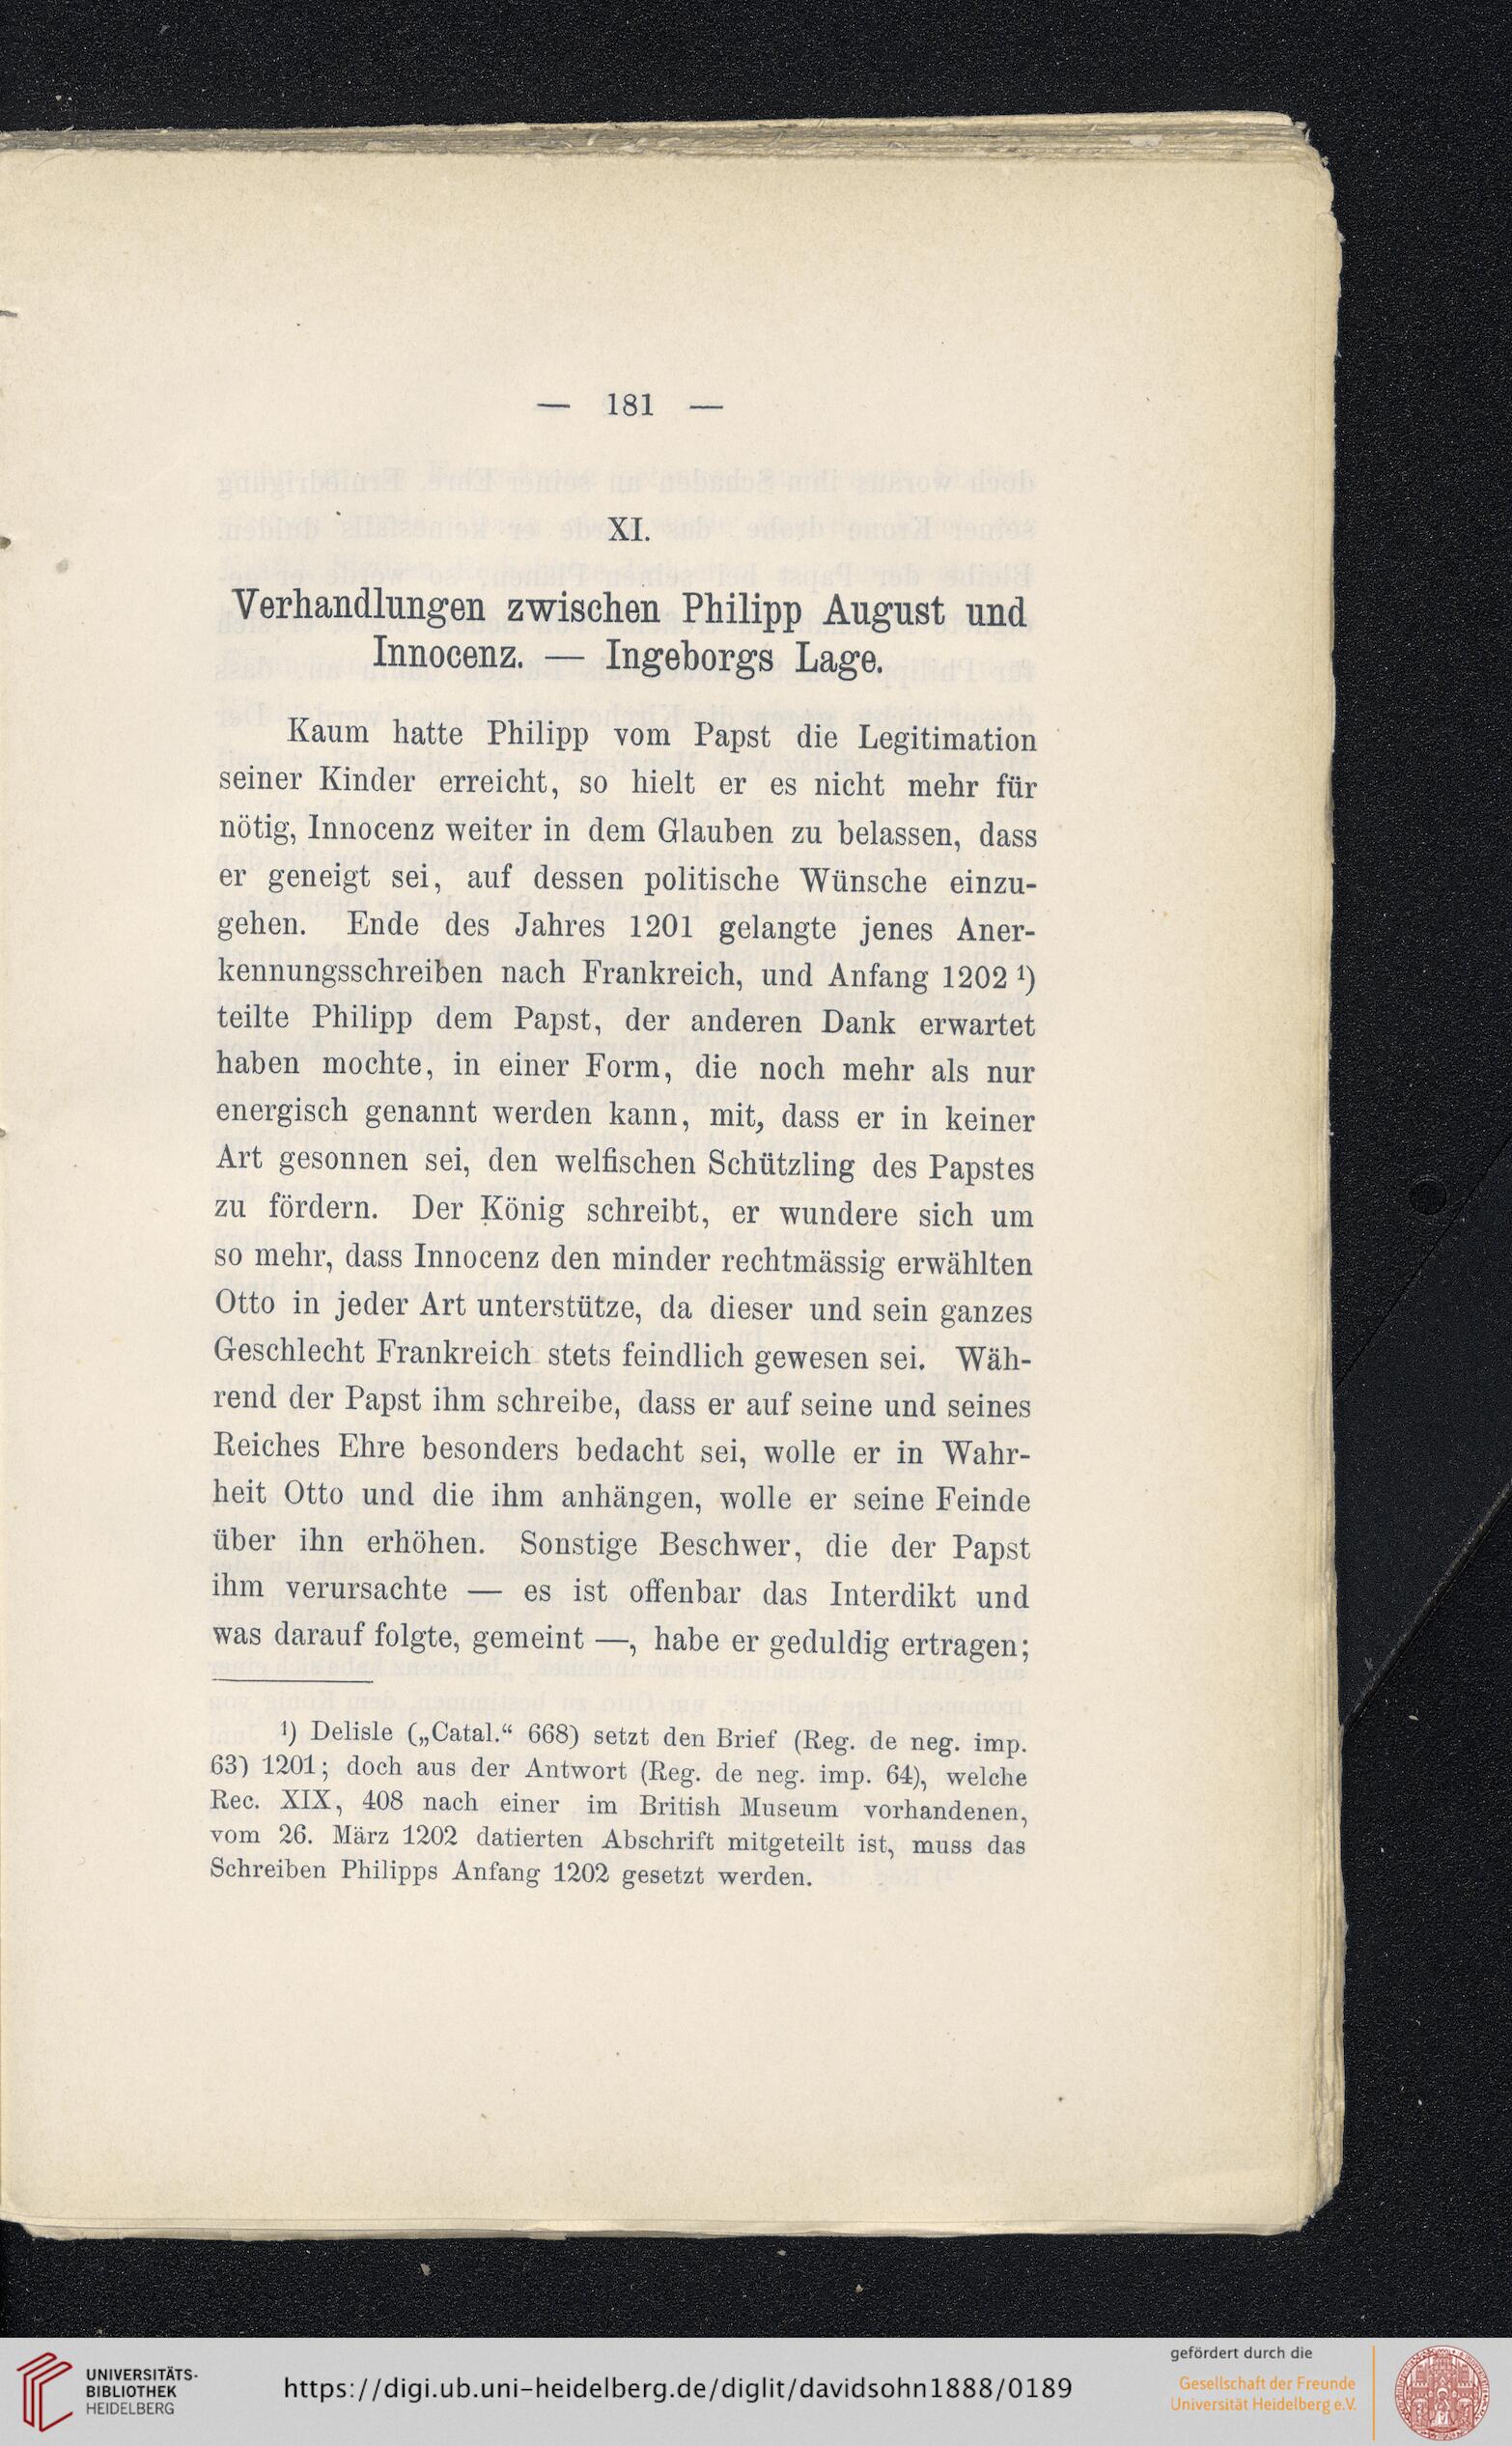 — 181 —
XI.
Verhandlungen zwischen Philipp August und
Innocenz. — Ingeborgs Lage.
Kaum hatte Philipp vom Papst die Legitimation
seiner Kinder erreicht, so hielt er es nicht mehr für
nötig, Innocenz weiter in dem Glauben zu belassen, dass
er geneigt sei, auf dessen politische Wünsche einzu-
gehen. Ende des Jahres 1201 gelangte jenes Aner-
kennungsschreiben nach Frankreich, und Anfang 1202 ¹)
teilte Philipp dem Papst, der anderen Dank erwartet
haben mochte, in einer Form, die noch mehr als nur
energisch genannt werden kann, mit, dass er in keiner
Art gesonnen sei, den welfischen Schützling des Papstes
zu fördern. Der König schreibt, er wundere sich um
so mehr, dass Innocenz den minder rechtmässig erwählten
Otto in jeder Art unterstütze, da dieser und sein ganzes
Geschlecht Frankreich stets feindlich gewesen sei. Wäh-
rend der Papst ihm schreibe, dass er auf seine und seines
Reiches Ehre besonders bedacht sei, wolle er in Wahr-
heit Otto und die ihm anhängen, wolle er seine Feinde
über ihn erhöhen. Sonstige Beschwer, die der Papst
ihm verursachte — es ist offenbar das Interdikt und
was darauf folgte, gemeint —, habe er geduldig ertragen;
¹) Delisle („Catal.“ 668) setzt den Brief (Reg. de neg. imp.
63) 1201; doch aus der Antwort (Reg. de neg. imp. 64), welche
Rec. XIX, 408 nach einer im British Museum vorhandenen,
vom 26. März 1202 datierten Abschrift mitgeteilt ist, muss das
Schreiben Philipps Anfang 1202 gesetzt werden.
UNIVERSITÄTS-
BIBLIOTHEK
HEIDELBERG
https://digi.ub.uni-heidelberg.de/diglit/davidsohn1888/0189
gefördert durch die
Gesellschaft der Freunde
Universität Heidelberg e.V.